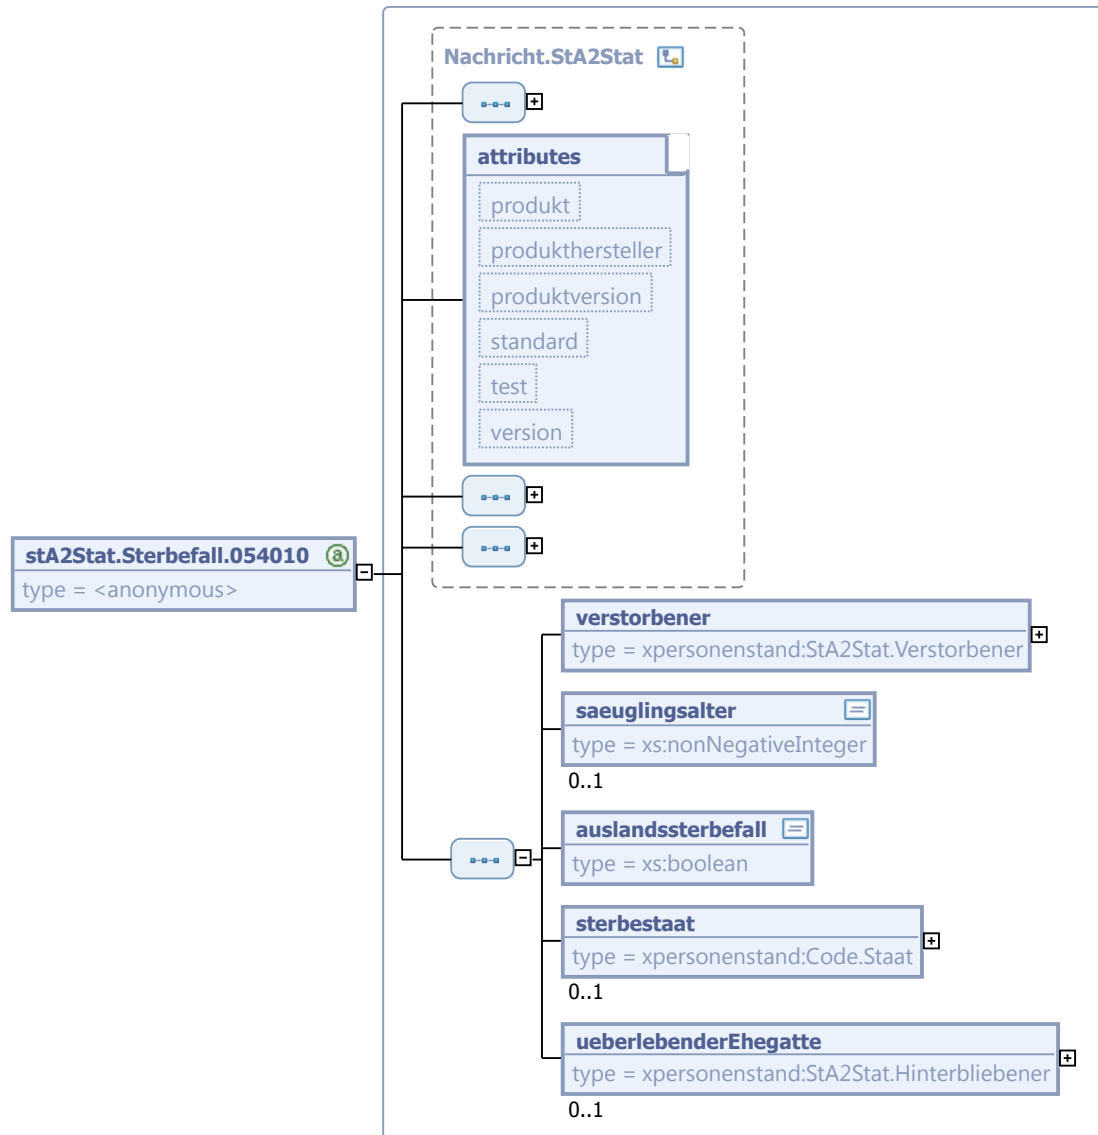 Nachricht.StA2Stat
attributes
produkt
produkthersteller
produktversion
standard
test
version
stA2Stat.Sterbefall.054010
type = <anonymous>
verstorbener
type = xpersonenstand:StA2Stat.Verstorbener
saeuglingsalter
type = xs:nonNegativeInteger
0..1
auslandssterbefall
type = xs:boolean
sterbestaat
type = xpersonenstand:Code.Staat
0..1
ueberlebenderEhegatte
type = xpersonenstand:StA2Stat.Hinterbliebener
0..1